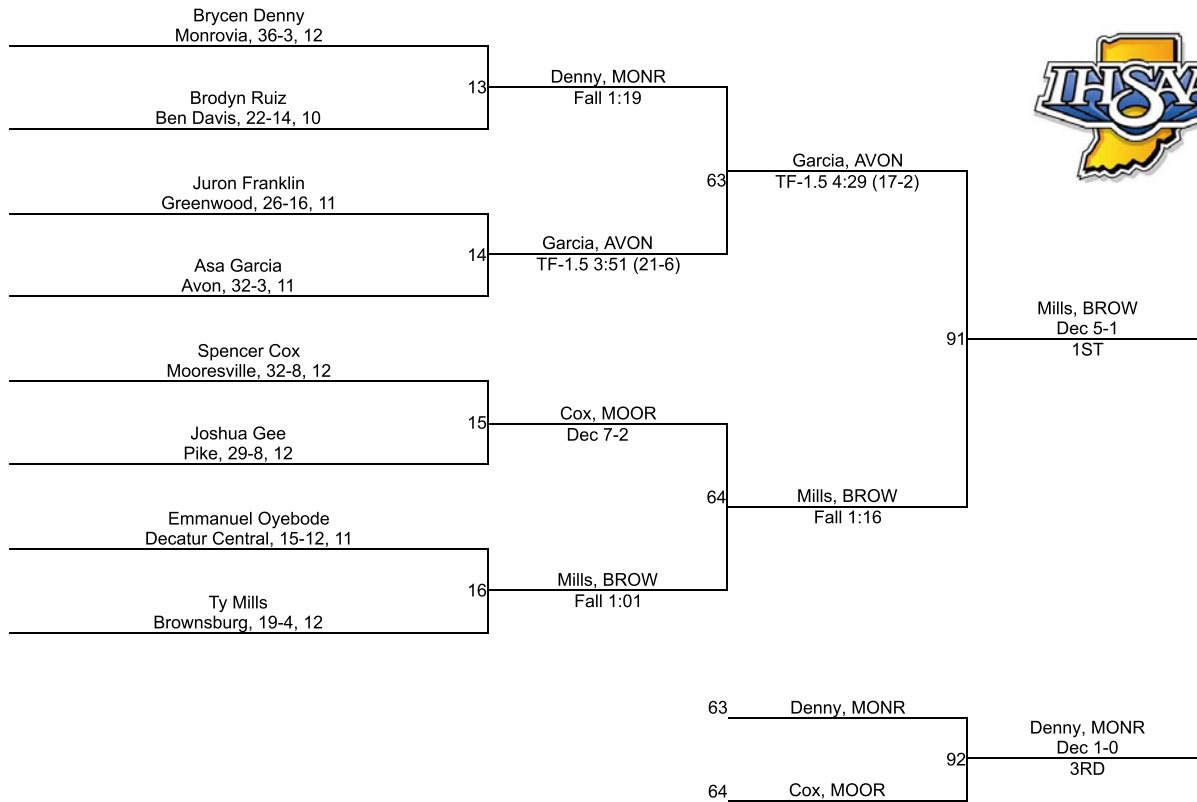 Brycen Denny
Monrovia, 36-3, 12
Brodyn Ruiz
Ben Davis, 22-14, 10
Juron Franklin
Greenwood, 26-16, 11
Asa Garcia
Avon, 32-3, 11
Spencer Cox
Mooresville, 32-8, 12
Joshua Gee
Pike, 29-8, 12
Emmanuel Oyebode
Decatur Central, 15-12, 11
Ty Mills
Brownsburg, 19-4, 12
13
Denny, MONR
Fall 1:19
14
Garcia, AVON
TF-1.5 3:51 (21-6)
15
Cox, MOOR
Dec 7-2
16
Mills, BROW
Fall 1:01
63
Garcia, AVON
TF-1.5 4:29 (17-2)
64
Mills, BROW
Fall 1:16
91
Mills, BROW
Dec 5-1
1ST
IHSAA
63
Denny, MONR
64
Cox, MOOR
92
Denny, MONR
Dec 1-0
3RD